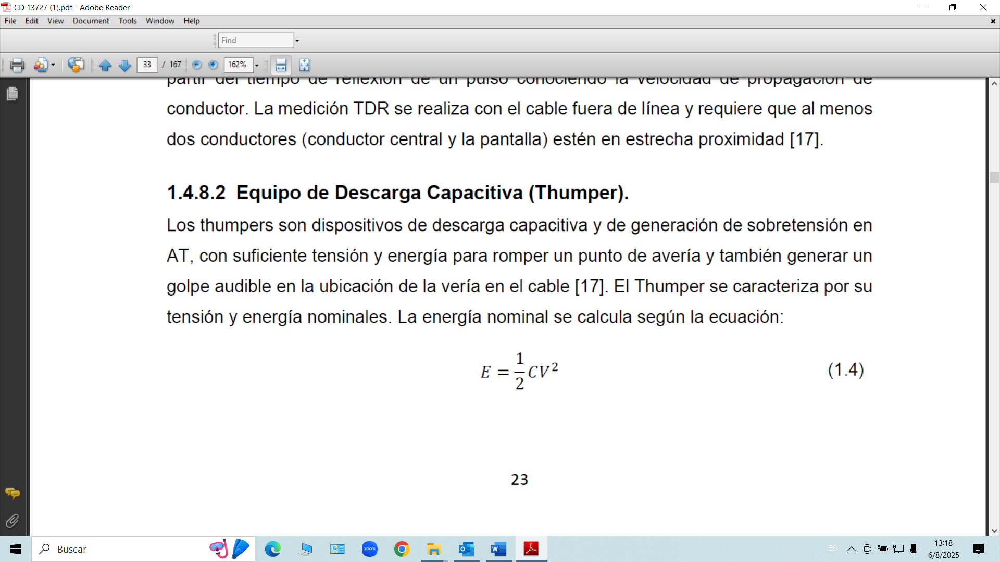 CD 13727 (1).pdf - Adobe Reader
File Edit View Document Tools Window Help
Find
33 / 167 162%
partir del tiempo de reflexión de un pulso conociendo la velocidad de propagación de
conductor. La medición TDR se realiza con el cable fuera de línea y requiere que al menos
dos conductores (conductor central y la pantalla) estén en estrecha proximidad [17].
1.4.8.2 Equipo de Descarga Capacitiva (Thumper).
Los thumpers son dispositivos de descarga capacitiva y de generación de sobretensión en
AT, con suficiente tensión y energía para romper un punto de avería y también generar un
golpe audible en la ubicación de la vería en el cable [17]. El Thumper se caracteriza por su
tensión y energía nominales. La energía nominal se calcula según la ecuación:
E = 1/2 CV² (1.4)
23
Buscar
zoom
ES
13:18
6/8/2025